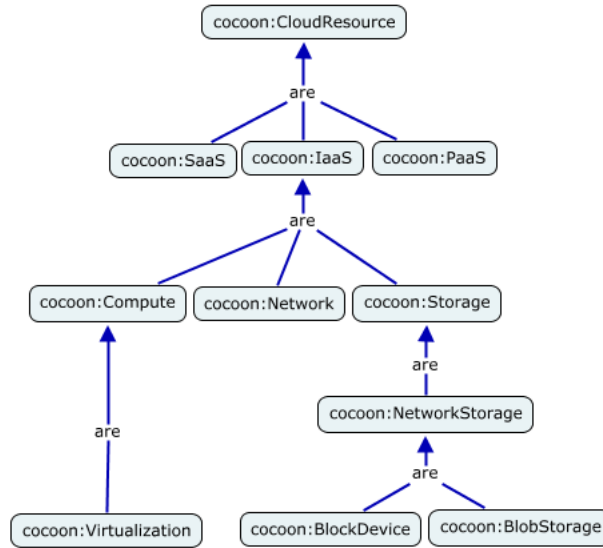 cocoon:CloudResource
are
cocoon:SaaS
cocoon:IaaS
cocoon:PaaS
are
cocoon:Compute
cocoon:Network
cocoon:Storage
are
cocoon:NetworkStorage
are
are
cocoon:Virtualization
cocoon:BlockDevice
cocoon:BlobStorage